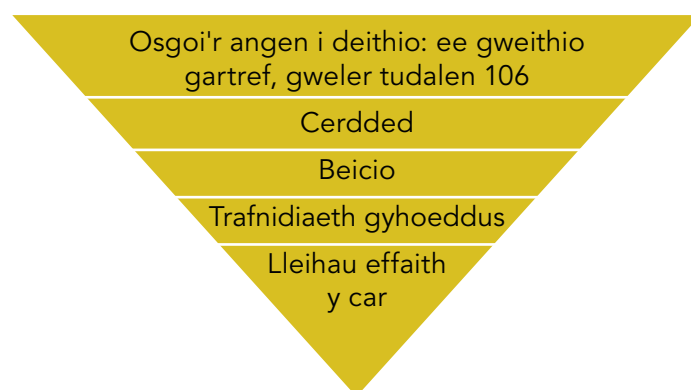 Osgoi'r angen i deithio: ee gweithio
gartref, gweler tudalen 106
Cerdded
Beicio
Trafnidiaeth gyhoeddus
Lleihau effaith
y car